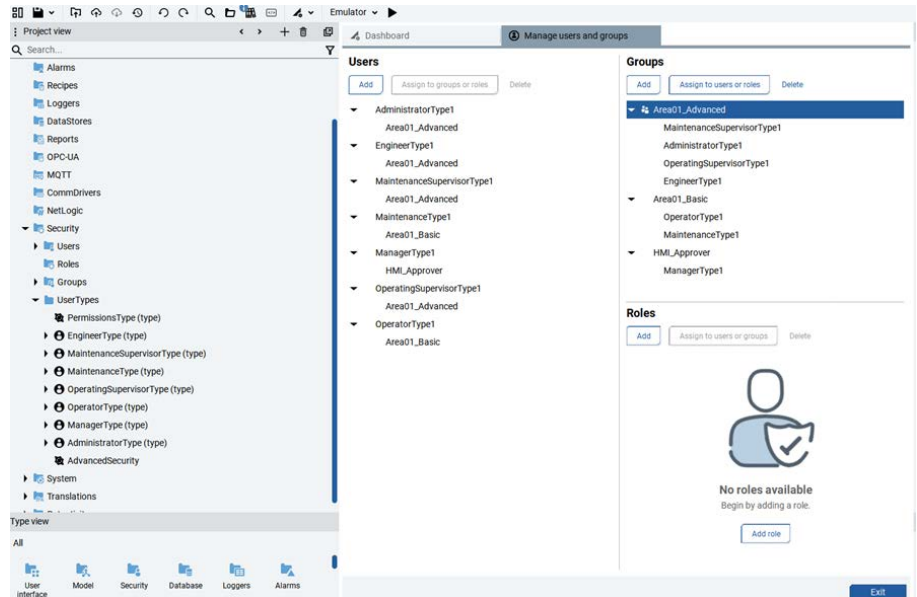 Emulator
Project view
Search...
Alarms
Recipes
Loggers
DataStores
Reports
OPC-UA
MQTT
CommDrivers
NetLogic
Security
Users
Roles
Groups
UserTypes
PermissionsType (type)
EngineerType (type)
MaintenanceSupervisorType (type)
MaintenanceType (type)
OperatingSupervisorType (type)
OperatorType (type)
ManagerType (type)
AdministratorType (type)
AdvancedSecurity
System
Translations
Type view
All
User interface
Model
Security
Database
Loggers
Alarms
Dashboard
Manage users and groups
Users
Add
Assign to groups or roles
Delete
AdministratorType1
Area01_Advanced
EngineerType1
Area01_Advanced
MaintenanceSupervisorType1
Area01_Advanced
MaintenanceType1
Area01_Basic
ManagerType1
HMI_Approver
OperatingSupervisorType1
Area01_Advanced
OperatorType1
Area01_Basic
Groups
Add
Assign to users or roles
Delete
Area01_Advanced
MaintenanceSupervisorType1
AdministratorType1
OperatingSupervisorType1
EngineerType1
Area01_Basic
OperatorType1
MaintenanceType1
HMI_Approver
ManagerType1
Roles
Add
Assign to users or groups
Delete
No roles available
Begin by adding a role.
Add role
Exit